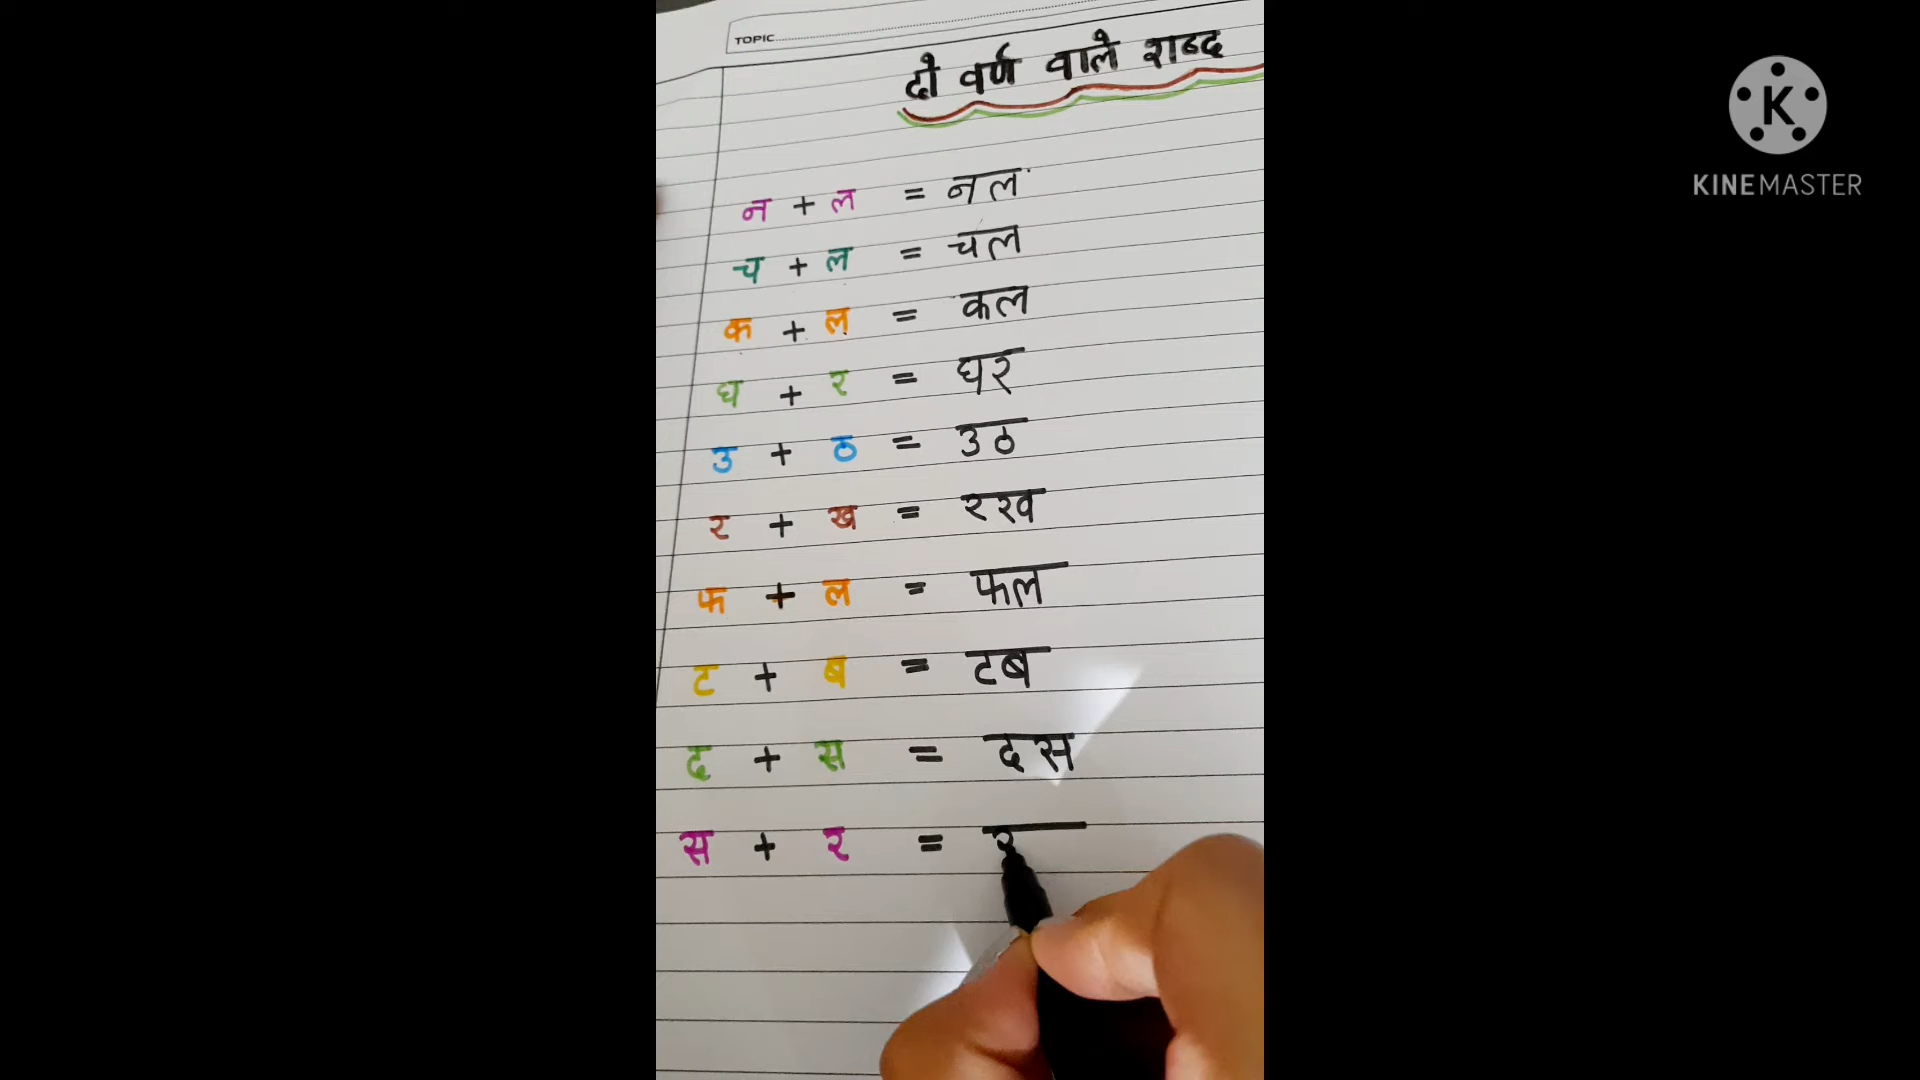 TOPIC
दो वर्ण वाले शब्द
न + ल = नल
च + ल = चल
क + ल = कल
घ + र = घर
उ + ठ = उठ
र + ख = रख
फ + ल = फल
ट + ब = टब
द + स = दस
स + र =
K
KINEMASTER